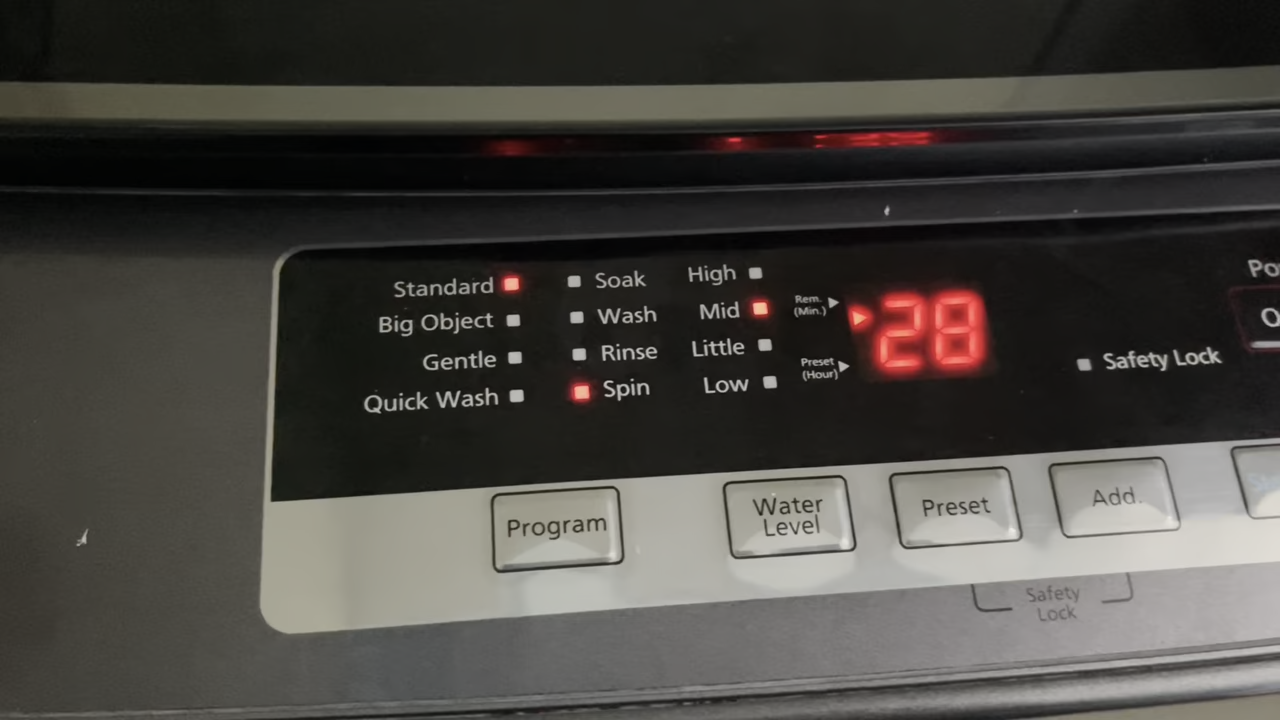 Standard
Big Object
Gentle
Quick Wash
Soak
Wash
Rinse
Spin
High
Mid
Little
Low
Rem.
(Min.)
Preset
(Hour)
28
Safety Lock
Program
Water
Level
Preset
Add.
Safety
Lock